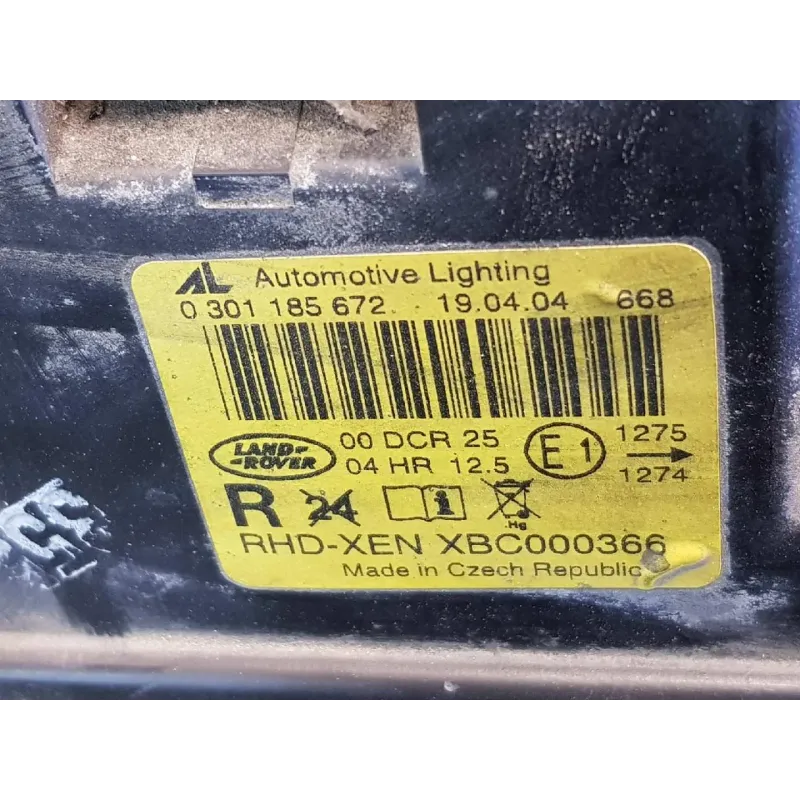 AL Automotive Lighting
0 301 185 672 19.04.04 668
LAND-
-ROVER
00 DCR 25
04 HR 12.5
E1
1275
1274
R 24
Hg
RHD-XEN XBC000366
Made in Czech Republic